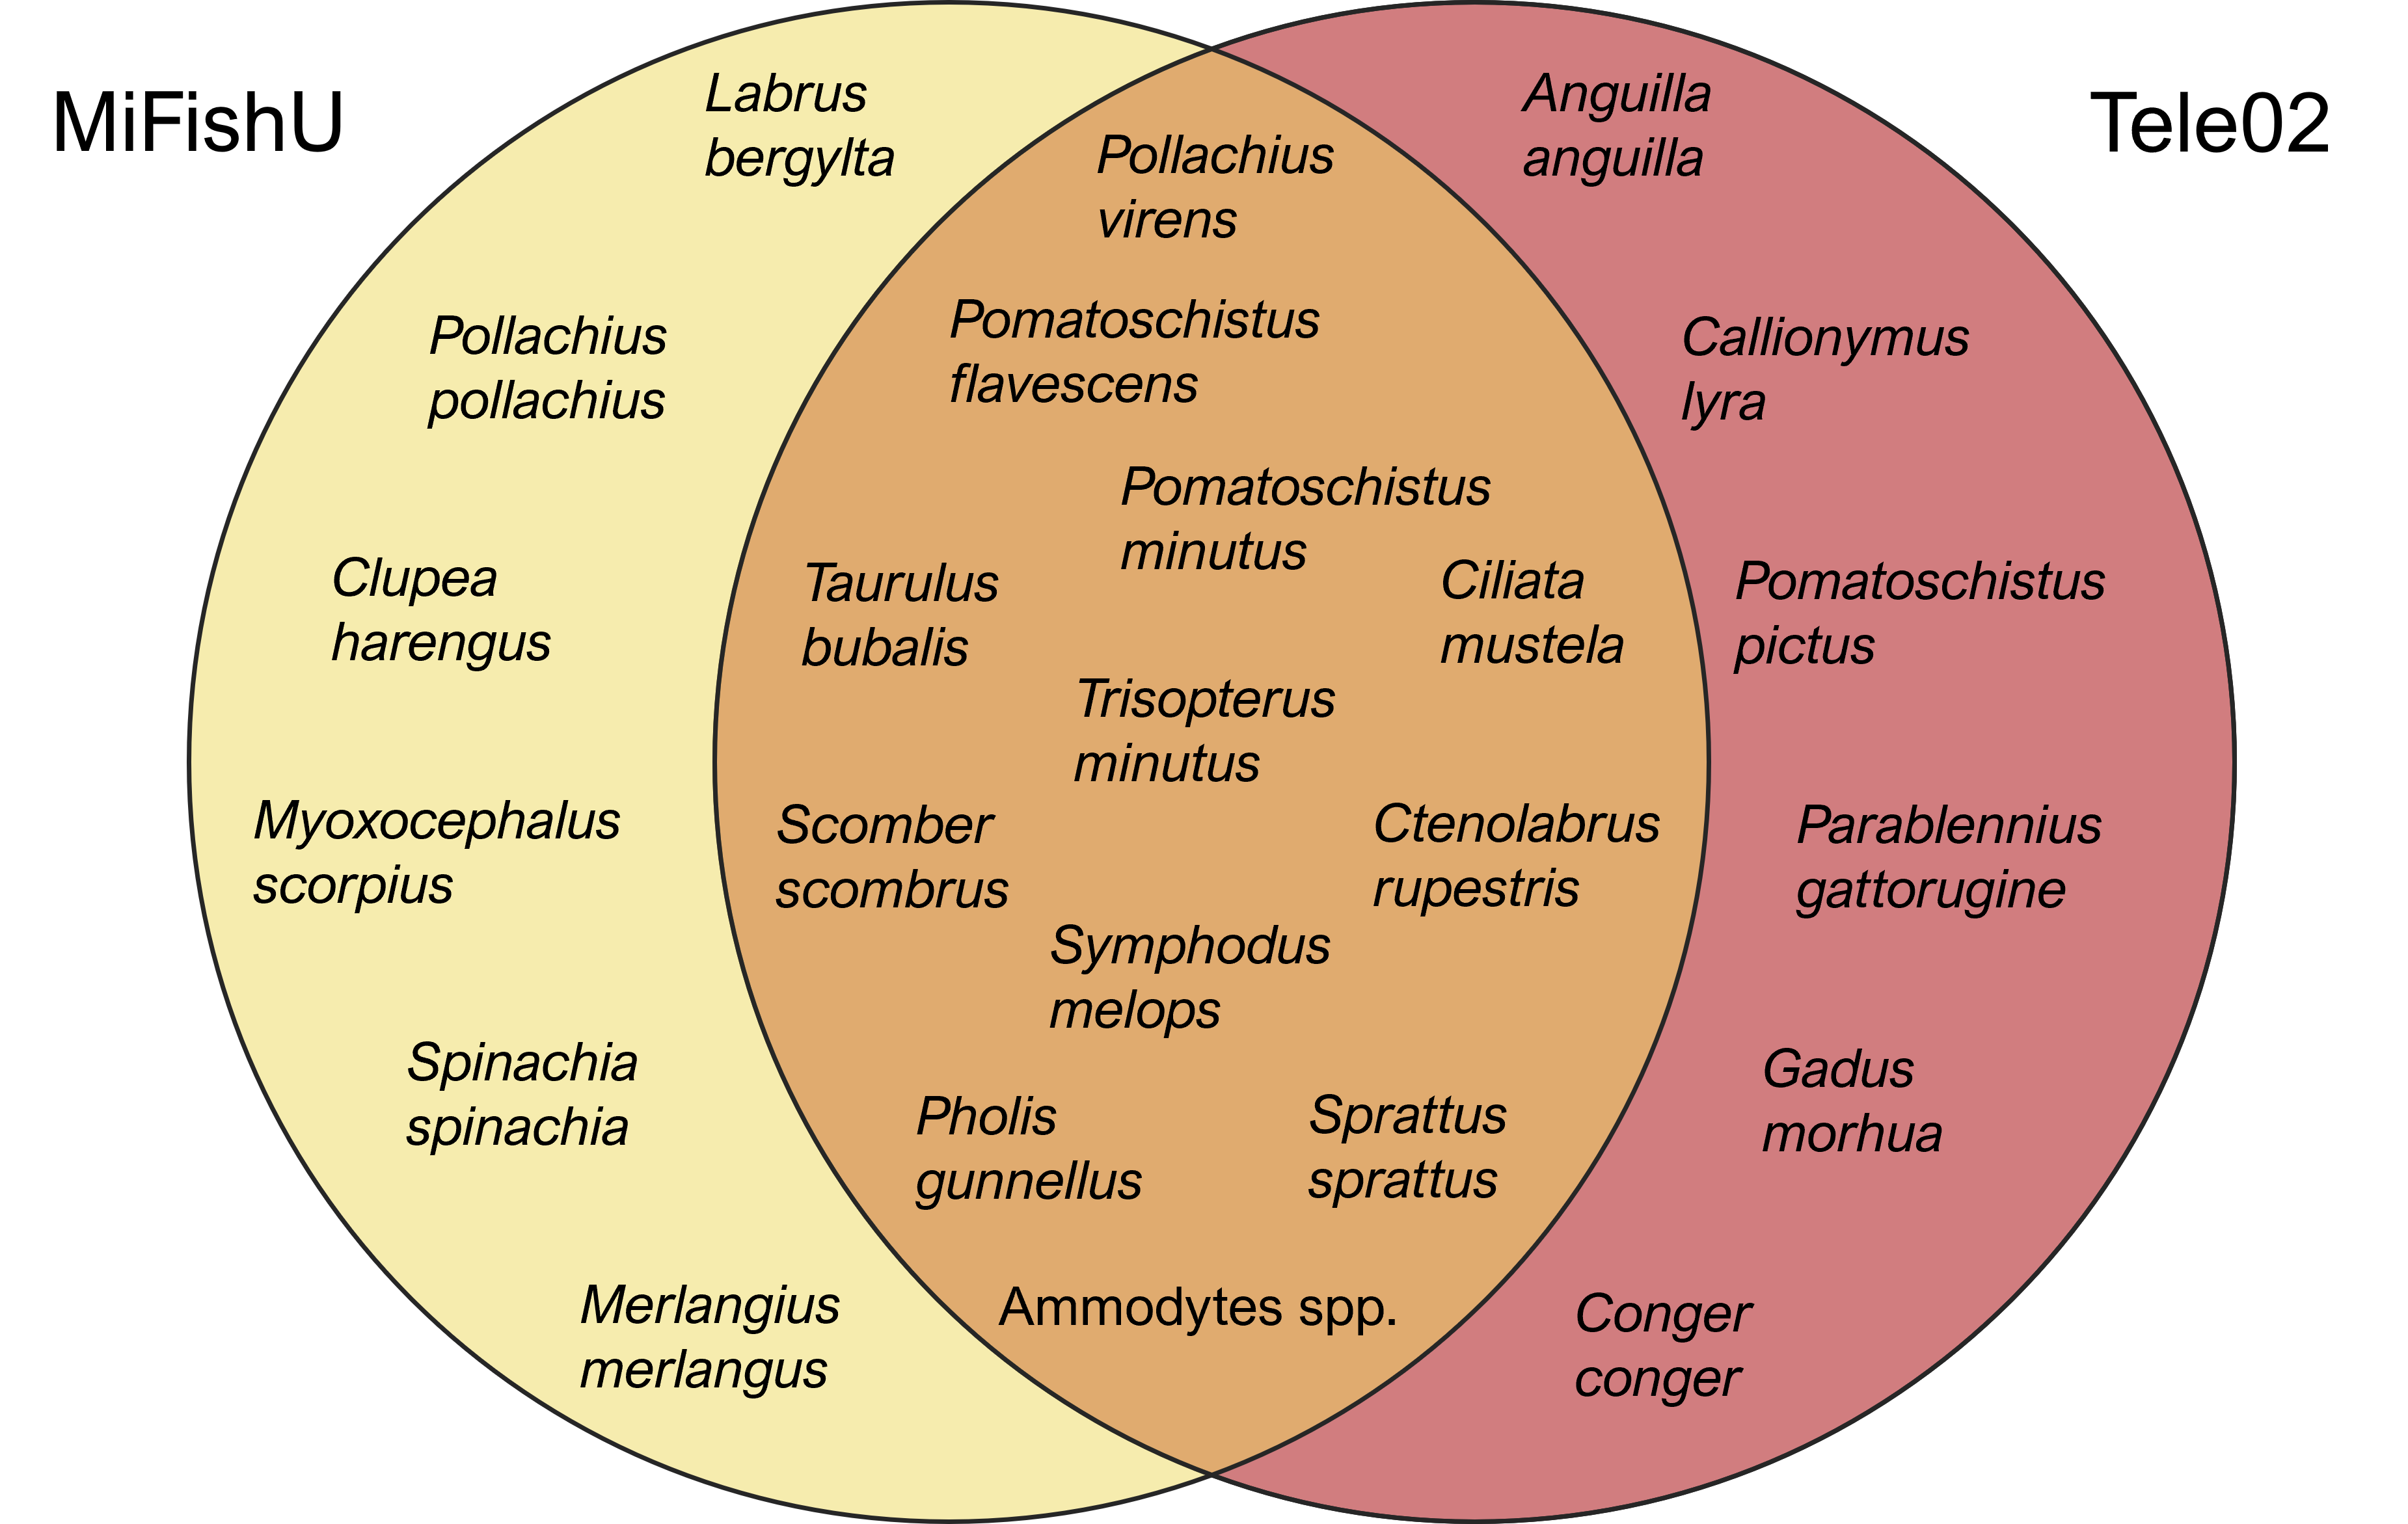 MiFishU
Tele02
Labrus
bergylta
Pollachius
pollachius
Clupea
harengus
Myoxocephalus
scorpius
Spinachia
spinachia
Merlangius
merlangus
Pollachius
virens
Pomatoschistus
flavescens
Pomatoschistus
minutus
Taurulus
bubalis
Ciliata
mustela
Trisopterus
minutus
Scomber
scombrus
Ctenolabrus
rupestris
Symphodus
melops
Pholis
gunnellus
Sprattus
sprattus
Ammodytes spp.
Anguilla
anguilla
Callionymus
lyra
Pomatoschistus
pictus
Parablennius
gattorugine
Gadus
morhua
Conger
conger